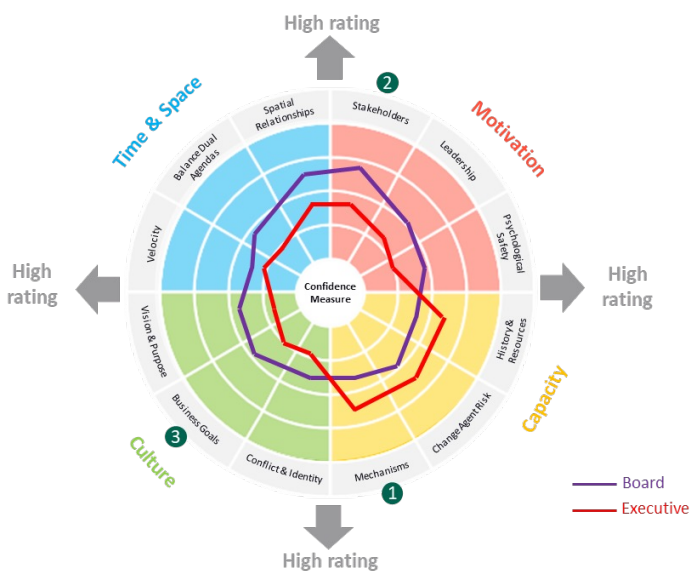 High rating
2
Spatial
Relationships
Stakeholders
Time & Space
Motivation
Balance Dual
Agendas
Leadership
Velocity
Psychological
Safety
High
rating
Confidence
Measure
High
rating
Vision & Purpose
History &
Resources
Business Goals
Change Agent Risk
Capacity
3
Culture
Conflict & Identity
Mechanisms
1
Board
Executive
High rating